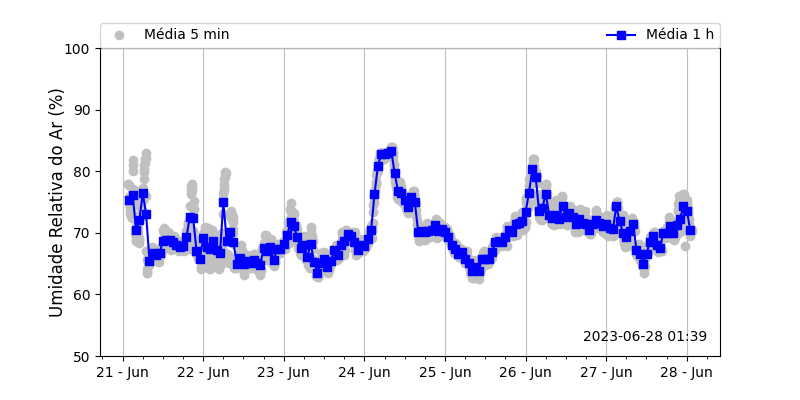 Média 5 min
Média 1 h
Umidade Relativa do Ar (%)
100
90
80
70
60
50
2023-06-28 01:39
21 - Jun
22 - Jun
23 - Jun
24 - Jun
25 - Jun
26 - Jun
27 - Jun
28 - Jun